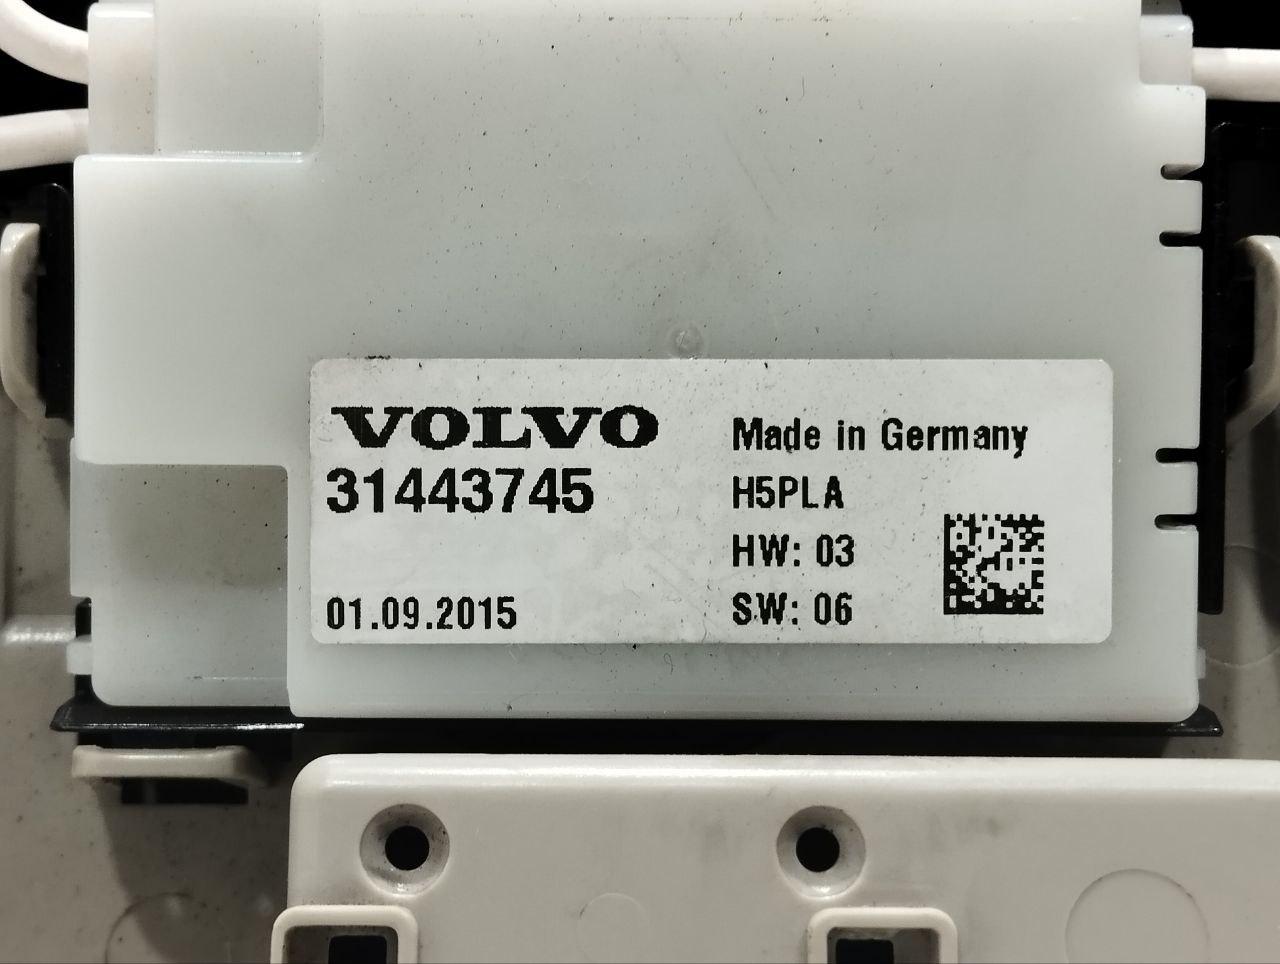 VOLVO
31443745
01.09.2015
Made in Germany
H5PLA
HW: 03
SW: 06